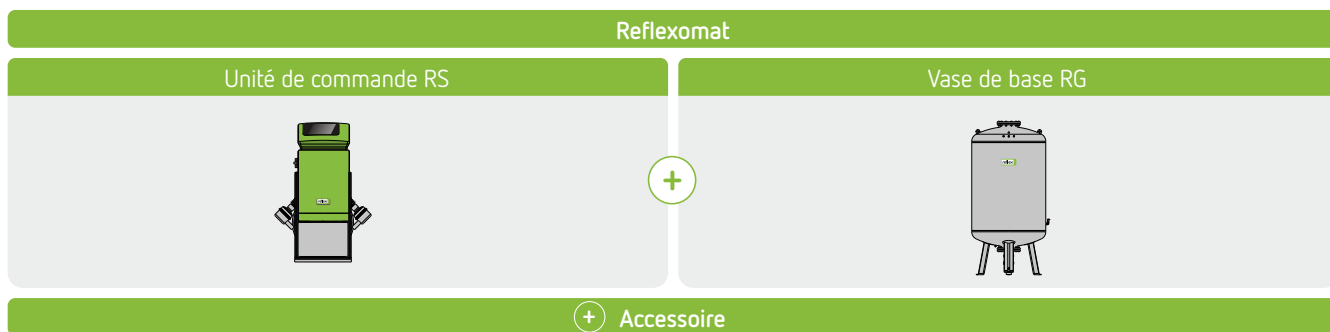 Reflexomat
Unité de commande RS
Vase de base RG
+
+ Accessoire